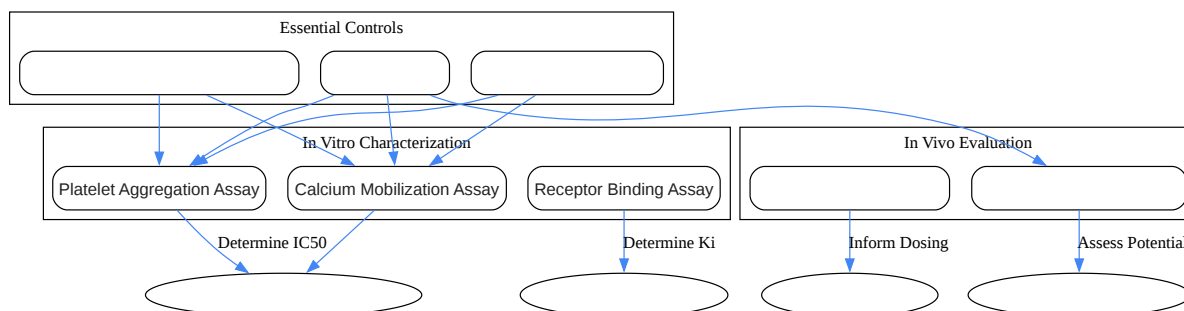 Essential Controls
In Vitro Characterization
In Vivo Evaluation
Platelet Aggregation Assay
Calcium Mobilization Assay
Receptor Binding Assay
Determine IC50
Determine Ki
Inform Dosing
Assess Potential